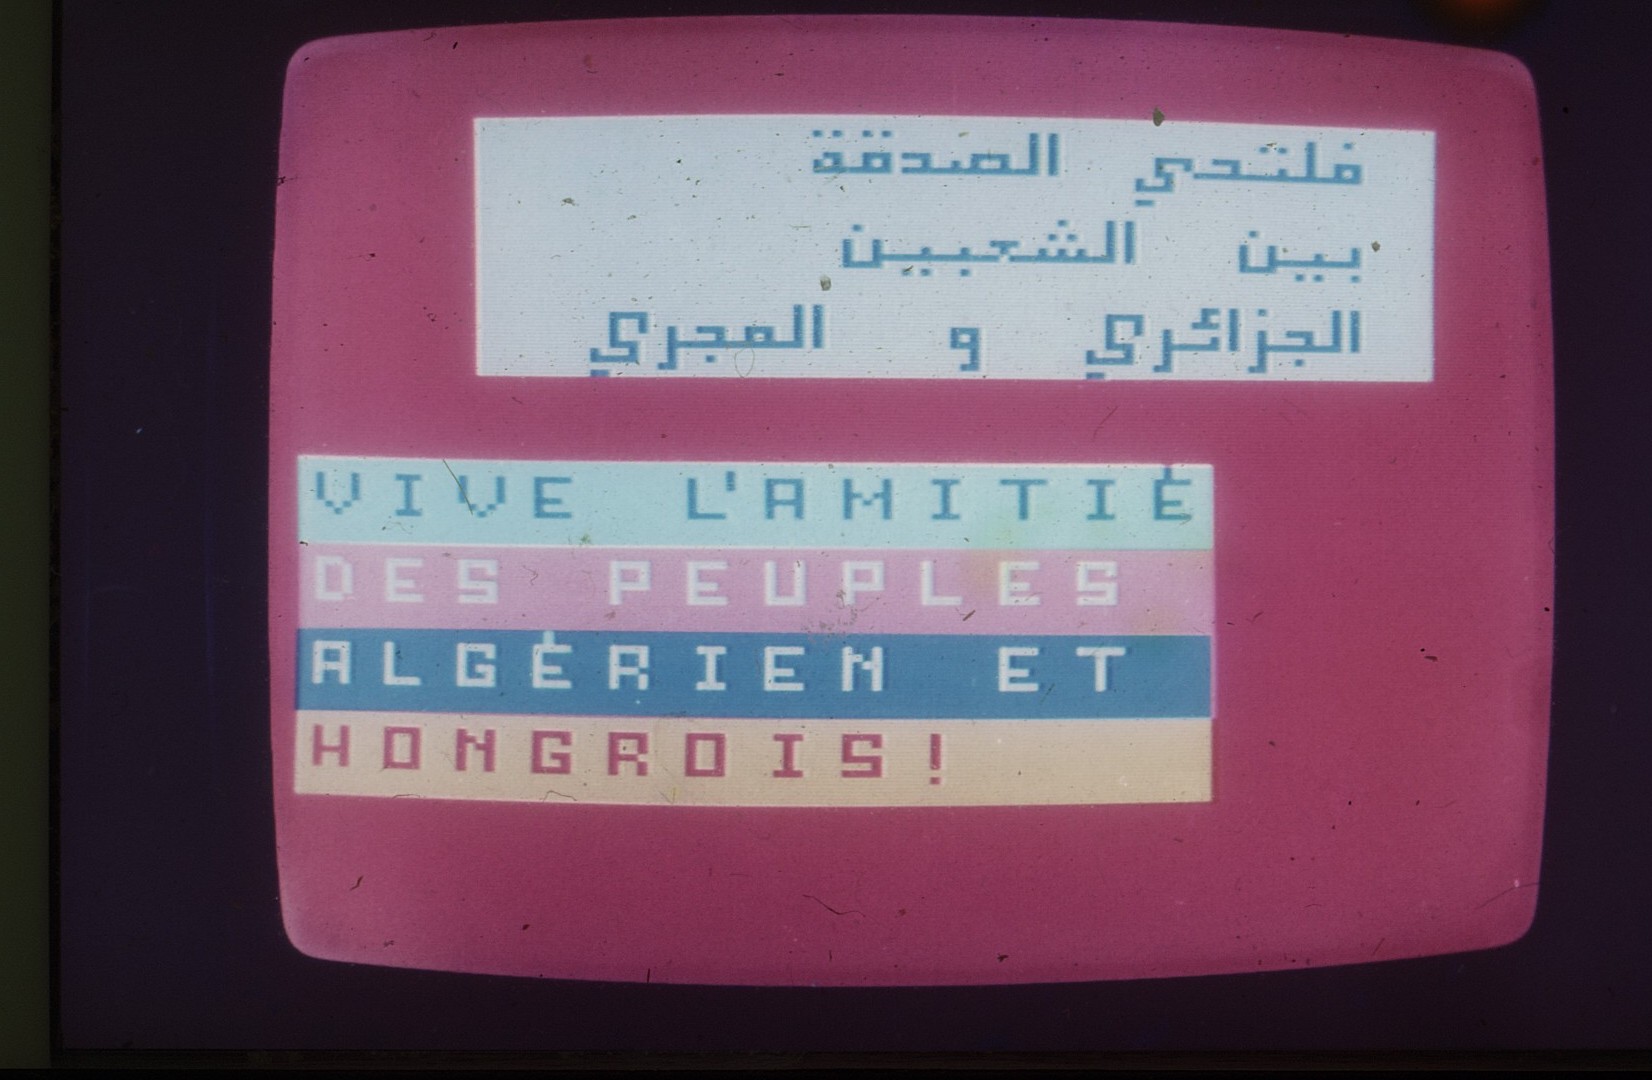 فلتحي الصدقة
بين الشعبين
الجزائري و المجري
VIVE L'AMITIÉ
DES PEUPLES
ALGÉRIEN ET
HONGROIS!